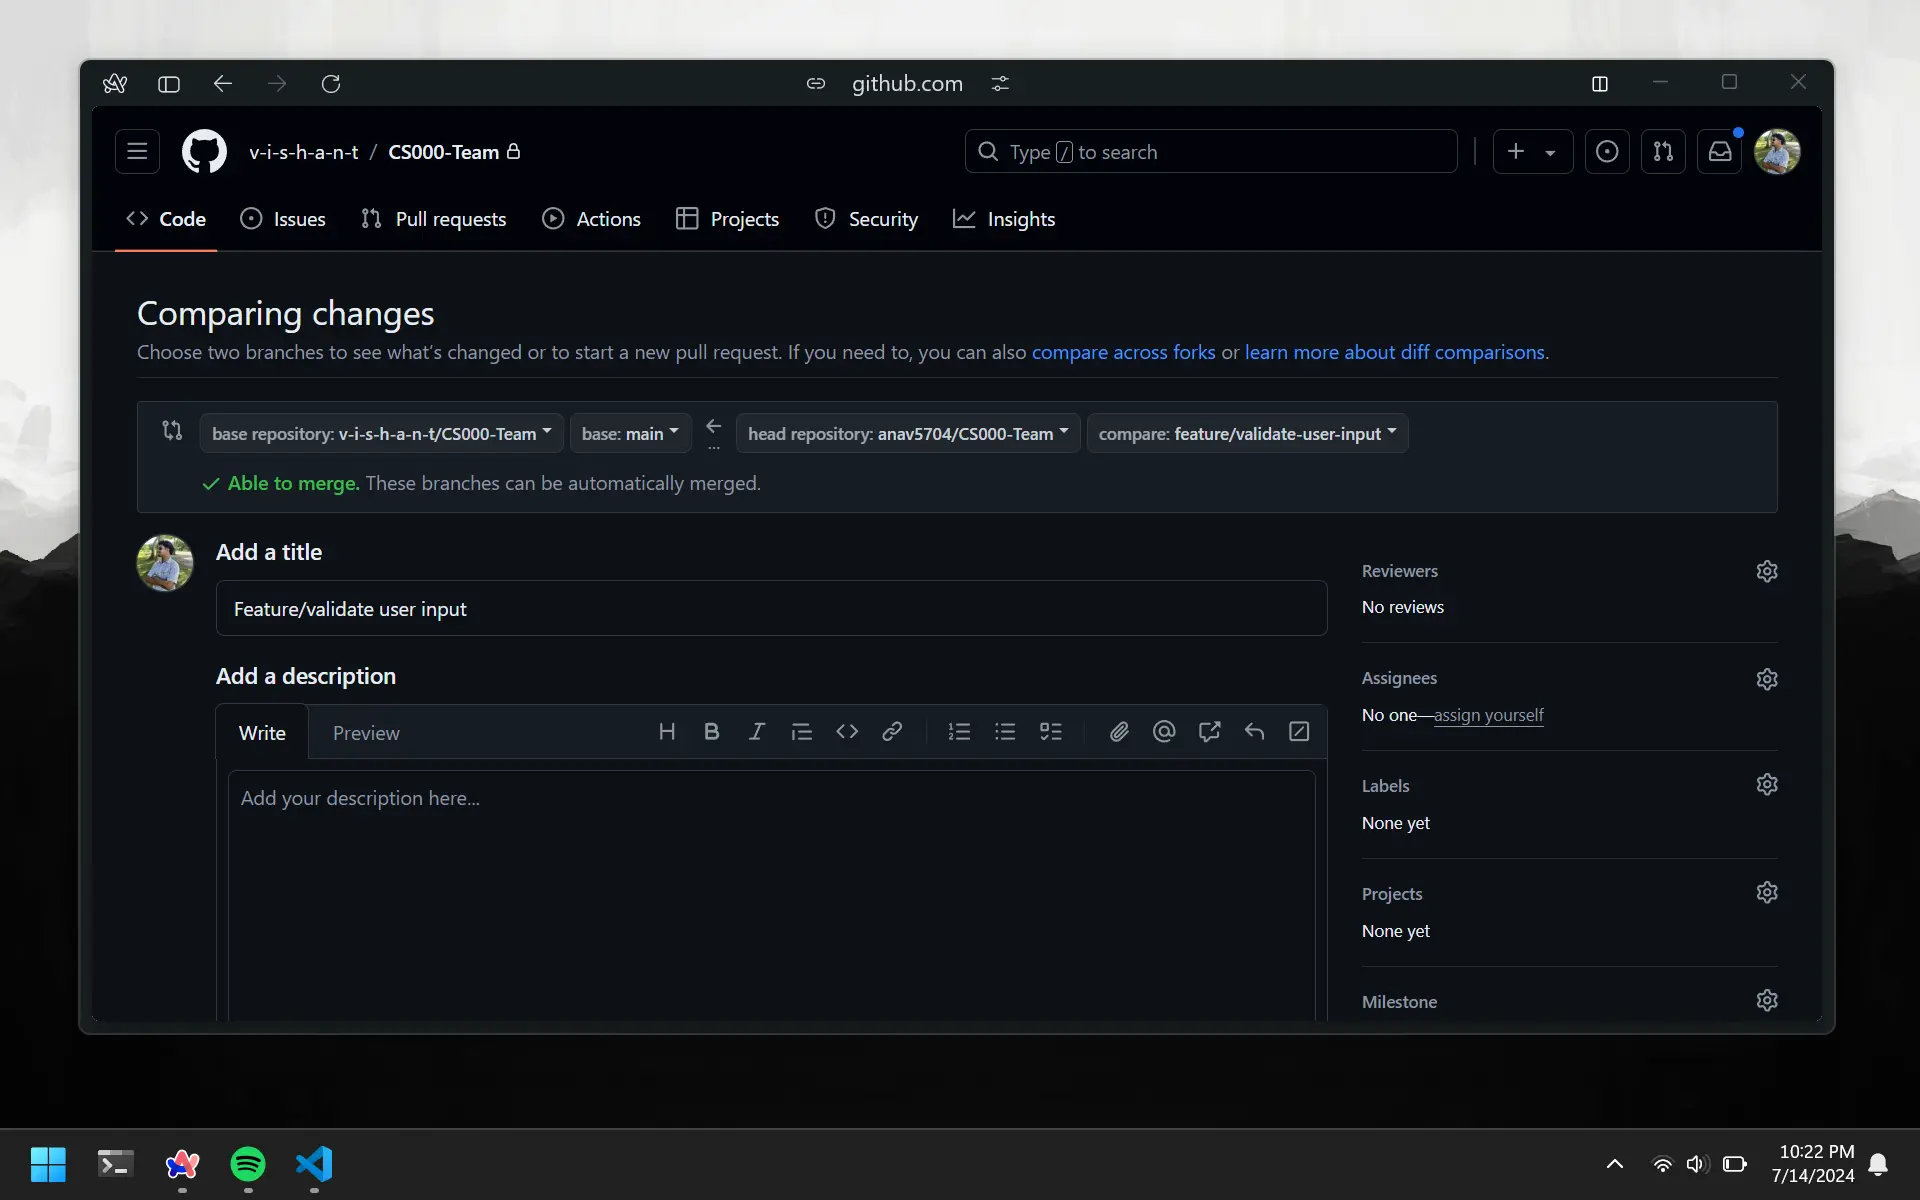 github.com
v-i-s-h-a-n-t / CS000-Team
Type / to search
Code Issues Pull requests Actions Projects Security Insights
Comparing changes
Choose two branches to see what's changed or to start a new pull request. If you need to, you can also compare across forks or learn more about diff comparisons.
base repository: v-i-s-h-a-n-t/CS000-Team base: main ... head repository: anav5704/CS000-Team compare: feature/validate-user-input
Able to merge. These branches can be automatically merged.
Add a title
Feature/validate user input
Add a description
Write Preview
Add your description here...
Reviewers
No reviews
Assignees
No one—assign yourself
Labels
None yet
Projects
None yet
Milestone
10:22 PM
7/14/2024